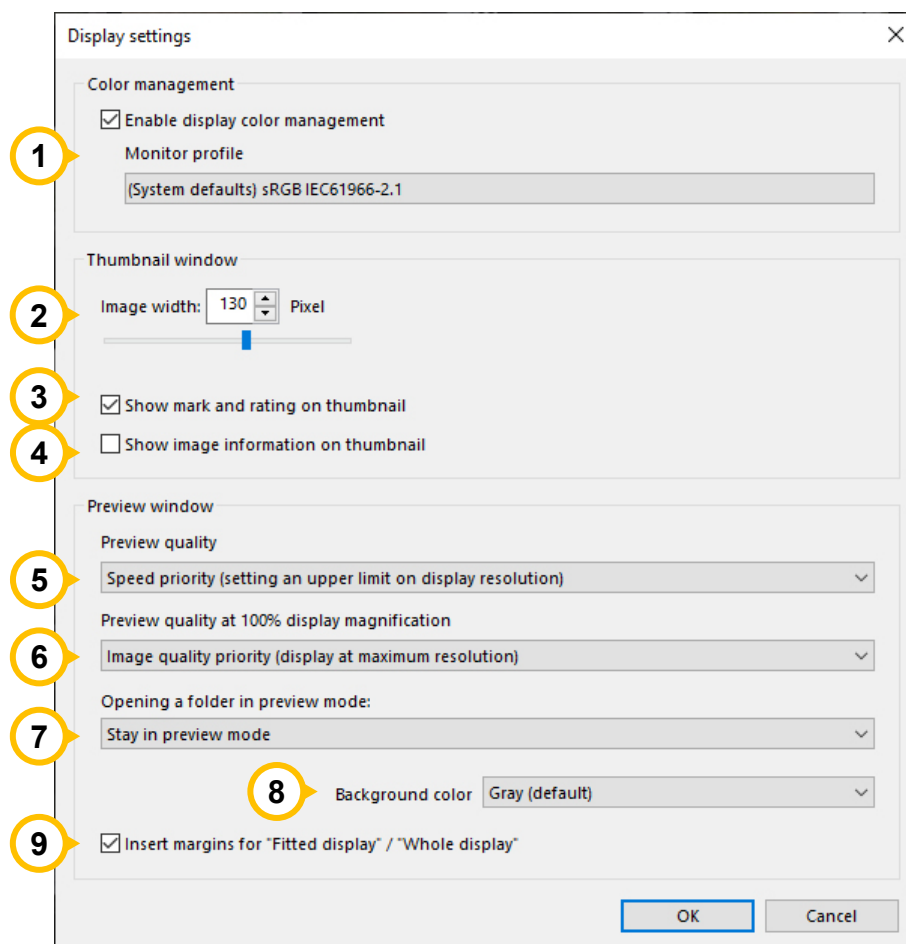 Display settings
Color management
Enable display color management
1
Monitor profile
(System defaults) sRGB IEC61966-2.1
Thumbnail window
2
Image width: 130 Pixel
3
Show mark and rating on thumbnail
4
Show image information on thumbnail
Preview window
Preview quality
5
Speed priority (setting an upper limit on display resolution)
Preview quality at 100% display magnification
6
Image quality priority (display at maximum resolution)
Opening a folder in preview mode:
7
Stay in preview mode
8
Background color Gray (default)
9
Insert margins for "Fitted display" / "Whole display"
OK Cancel